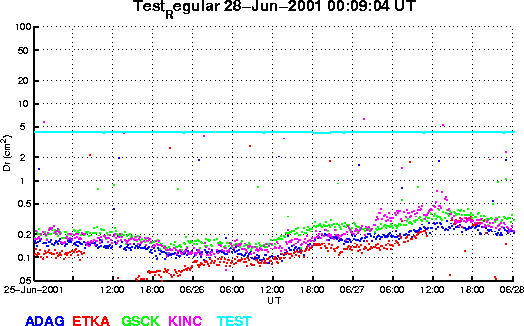 Test_Regular 28-Jun-2001 00:09:04 UT
100
50
20
10
5
2
1
0.5
0.2
0.1
.05
Dr (cm²)
25-Jun-2001 12:00 18:00 06/26 06:00 12:00 18:00 06/27 06:00 12:00 18:00 06/28
UT
ADAG ETKA GSCK KINC TEST